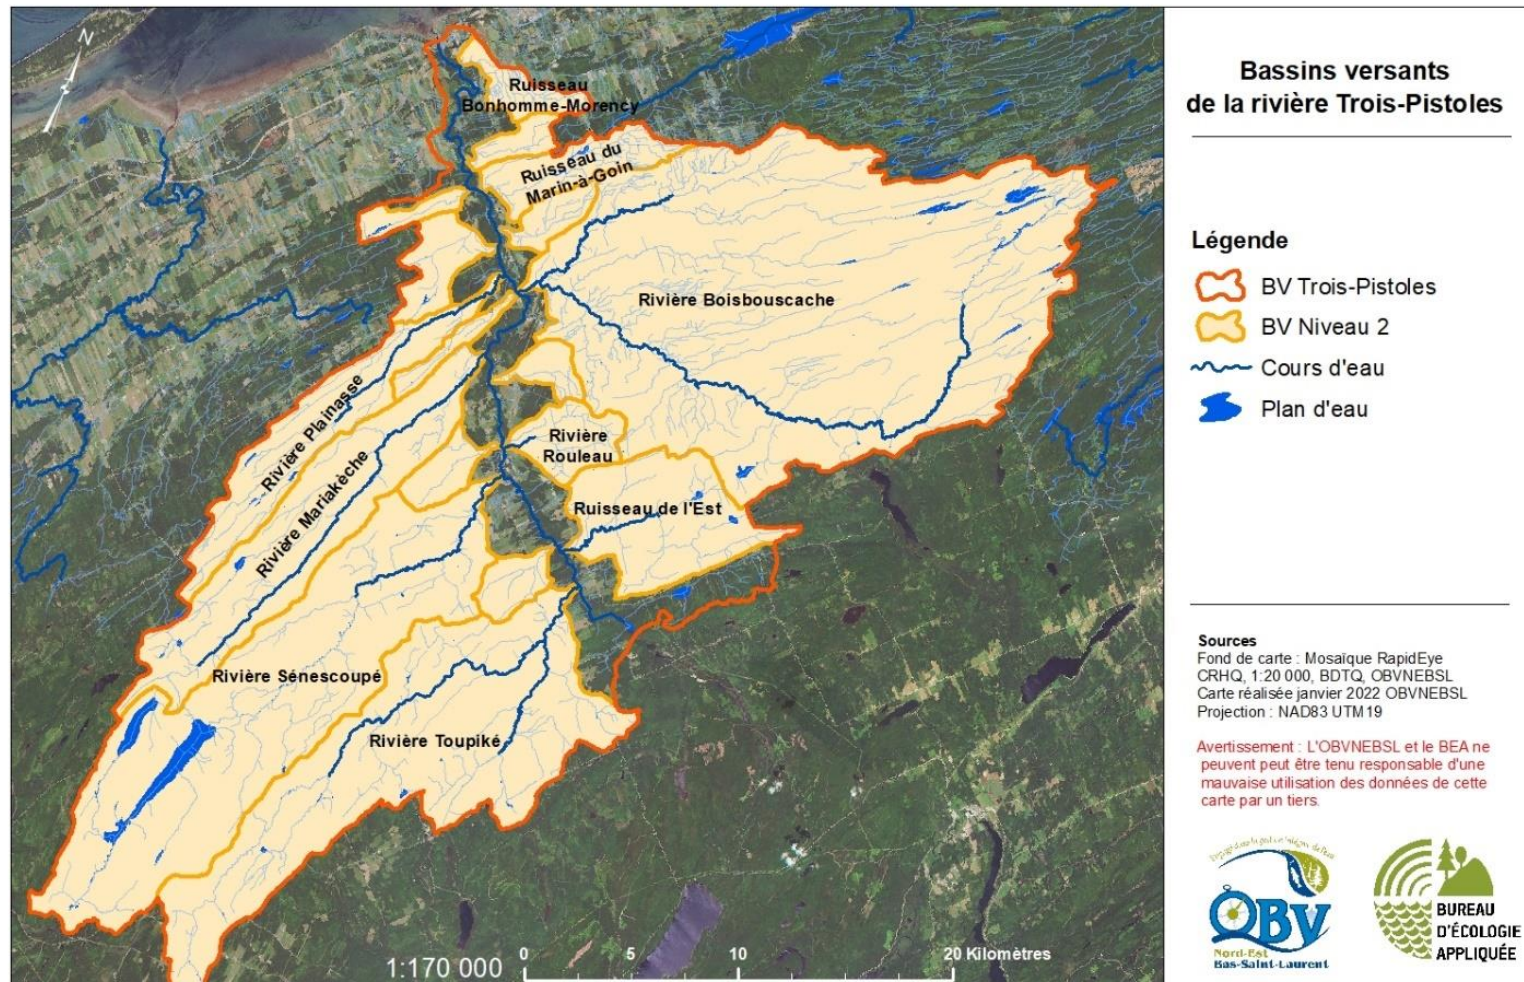 Bassins versants
de la rivière Trois-Pistoles
Légende
BV Trois-Pistoles
BV Niveau 2
Cours d'eau
Plan d'eau
N
Ruisseau
Bonhomme-Morency
Ruisseau du
Marin-à-Goin
Rivière Boisbouscache
Rivière Plainasse
Rivière Mariakèche
Rivière
Rouleau
Ruisseau de l'Est
Rivière Sénescoupé
Rivière Toupiké
1:170 000
0 5 10 20 Kilomètres
Sources
Fond de carte : Mosaïque RapidEye
CRHQ, 1:20 000, BDTQ, OBVNEBSL
Carte réalisée janvier 2022 OBVNEBSL
Projection : NAD83 UTM19
Avertissement : L'OBVNEBSL et le BEA ne
peuvent peut être tenu responsable d'une
mauvaise utilisation des données de cette
carte par un tiers.
OBV
Nord-Est
Bas-Saint-Laurent
BUREAU
D'ÉCOLOGIE
APPLIQUÉE